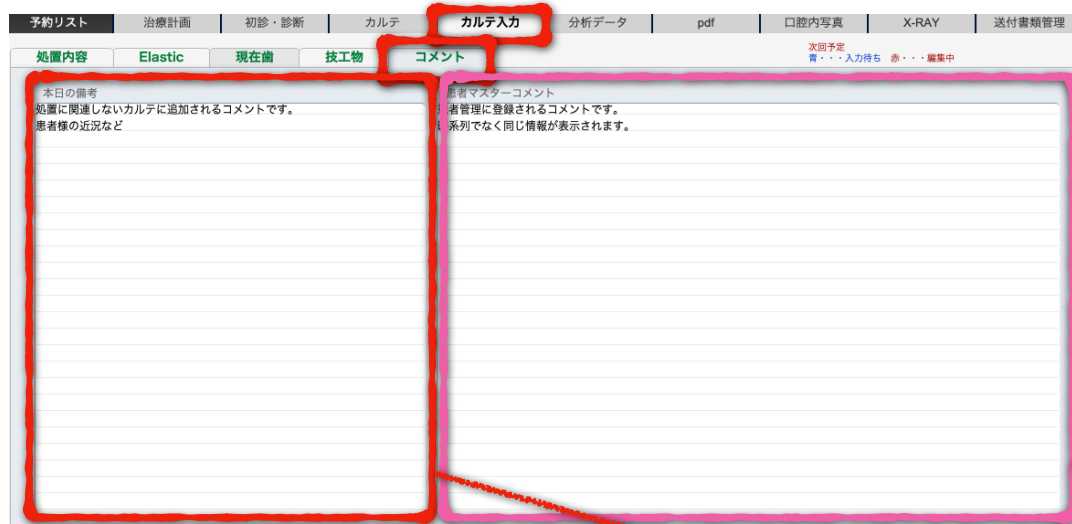 予約リスト 治療計画 初診・診断 カルテ カルテ入力 分析データ pdf 口腔内写真 X-RAY 送付書類管理
処置内容 Elastic 現在歯 技工物 コメント
次回予定
青・・・入力待ち 赤・・・編集中
本日の備考
処置に関連しないカルテに追加されるコメントです。
患者様の近況など
患者マスターコメント
者管理に登録されるコメントです。
系列でなく同じ情報が表示されます。